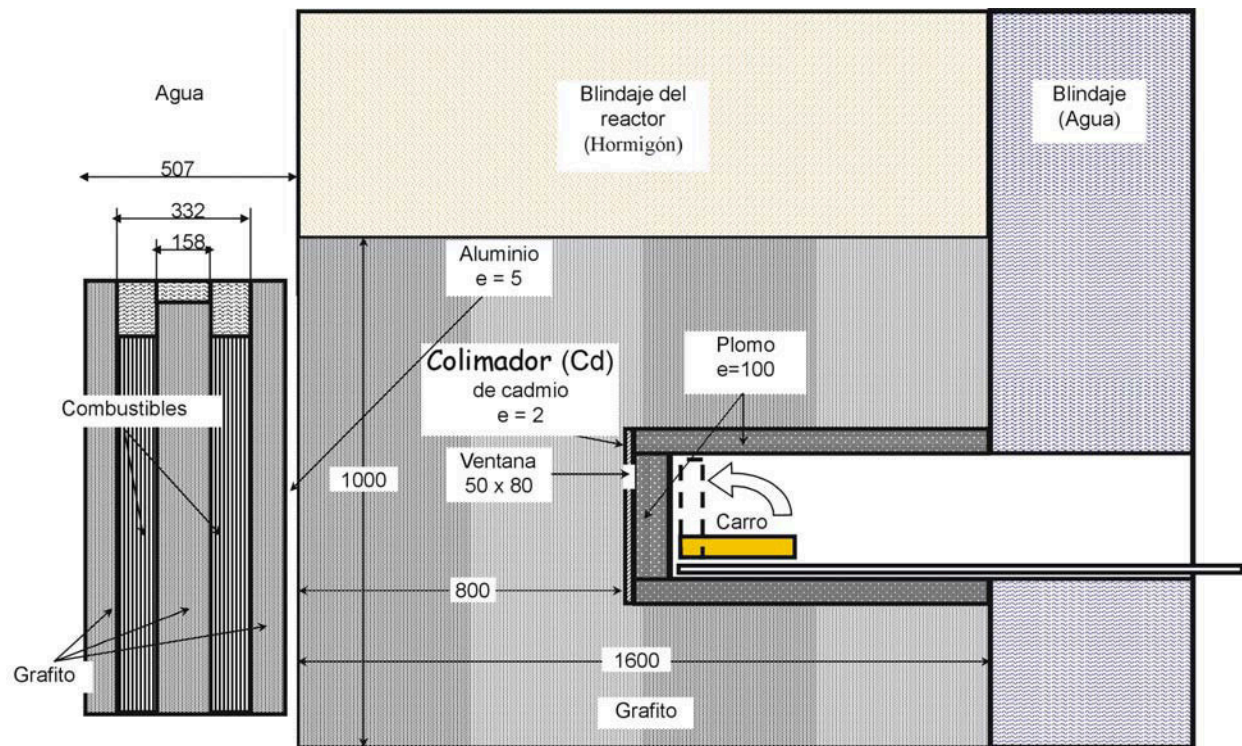 Agua
Blindaje del
reactor
(Hormigón)
Blindaje
(Agua)
507
332
158
Aluminio
e = 5
Colimador (Cd)
de cadmio
e = 2
Plomo
e=100
Combustibles
Ventana
50 x 80
1000
Carro
800
Grafito
1600
Grafito